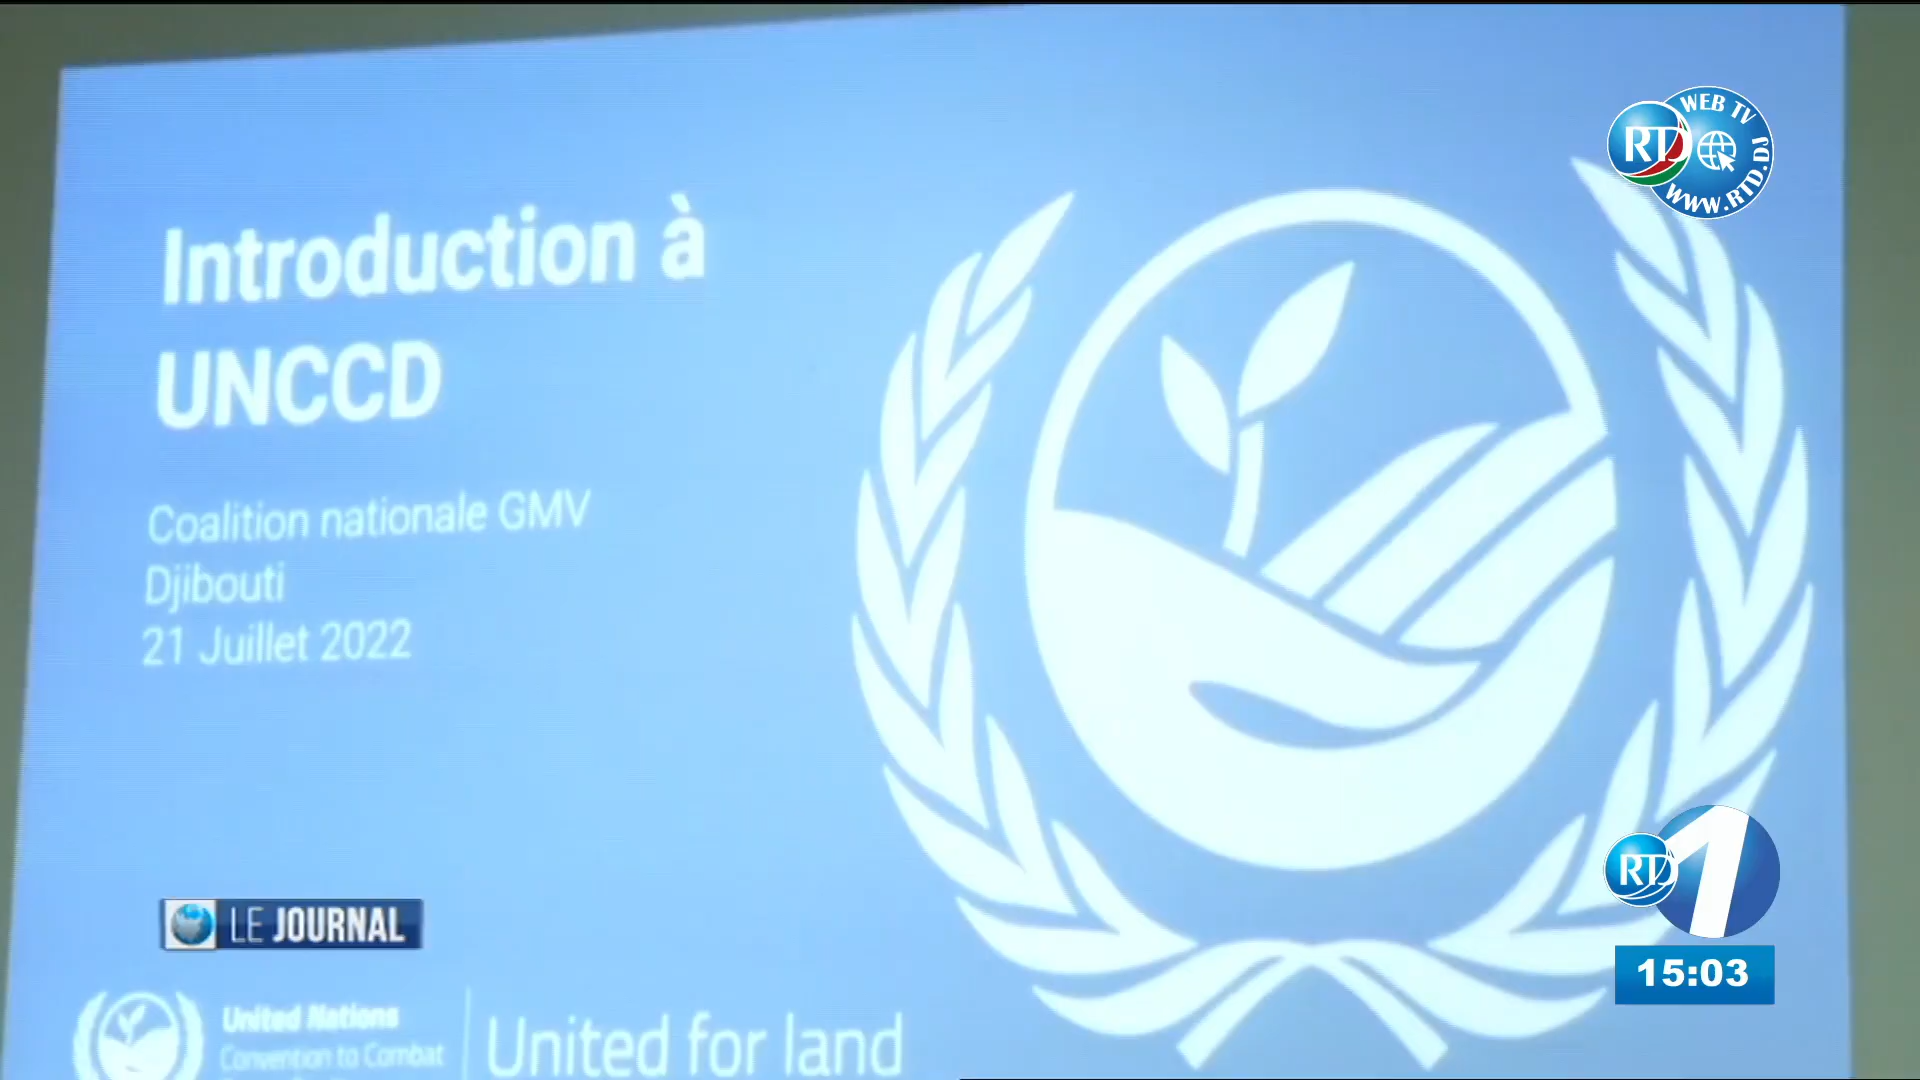 WEB TV
RTD
WWW.RTD.DJ
Introduction à
UNCCD
Coalition nationale GMV
Djibouti
21 Juillet 2022
RTD 1
LE JOURNAL
15:03
United Nations
Convention to Combat
United for land